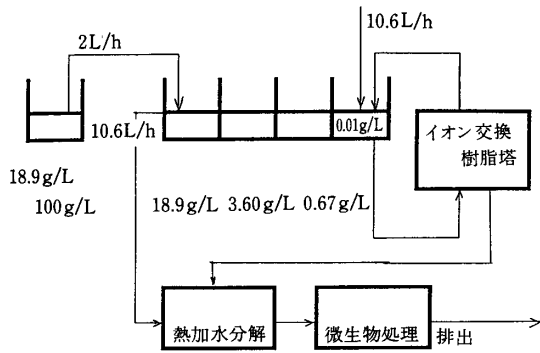 10.6L/h
2L/h
10.6L/h
0.01g/L
イオン交換
樹脂塔
18.9g/L
100g/L
18.9g/L 3.60g/L 0.67g/L
熱加水分解
微生物処理
排出